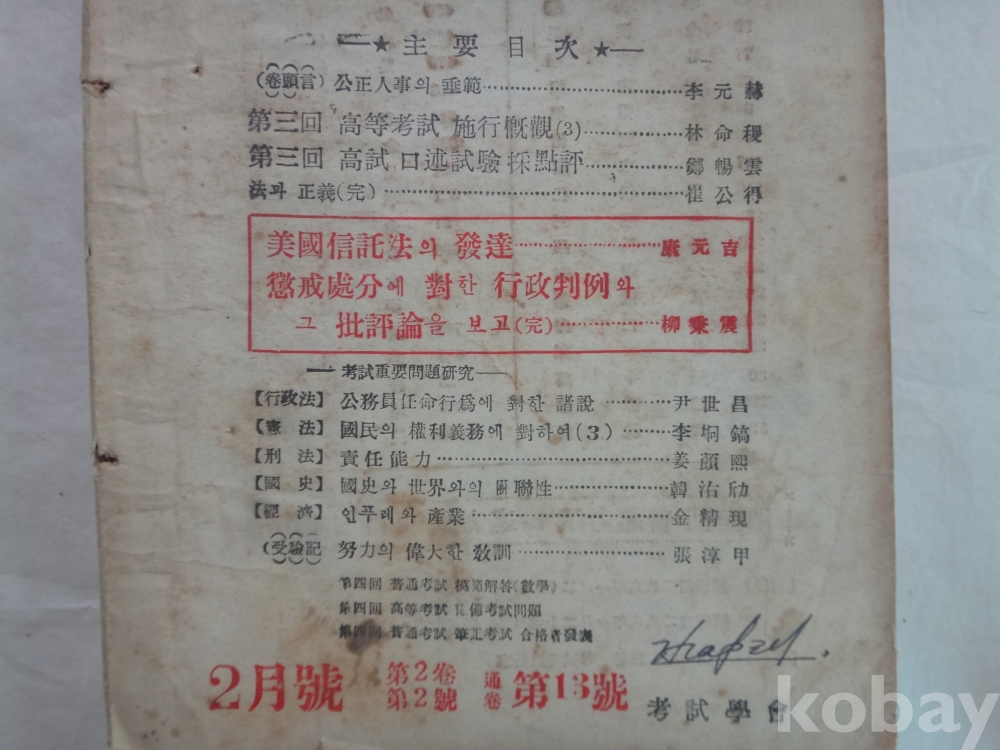 —★主要目次★—
(卷頭言) 公正人事의 垂範……李元赫
第三回 高等考試 施行槪觀(3)……林命稷
第三回 高試 口述試驗 採點評……鄭暢雲
法과 正義(完)……崔公得
美國信託法의 發達……康元吉
懲戒處分에 對한 行政判例와
그 批評論을 보고(完)……柳秉震
—考試重要問題研究—
【行政法】 公務員任命行爲에 對한 諸說……尹世昌
【憲法】 國民의 權利義務에 對하여(3.)……李坰鎬
【刑法】 責任能力……姜顔熙
【國史】 國史와 世界와의 關聯性……韓㳓劤
【經濟】 인푸레와 產業……金精現
(受驗記) 努力의 偉大한 敎訓……張淳甲
第四回 普通考試 模範解答(數學)
第四回 高等考試 豫備考試問題
第四回 普通考試 筆記考試 合格者發表
2月號 第2卷 第2號 通卷 第13號 考試學會
kobay